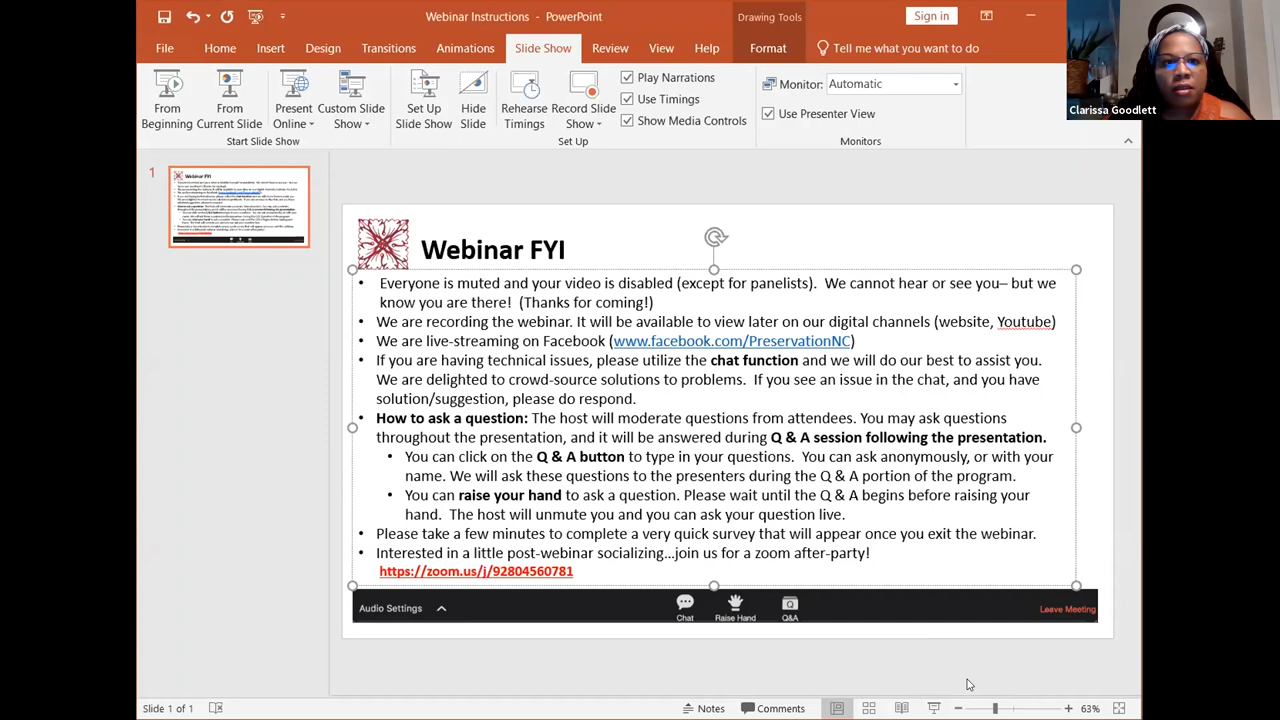 Webinar Instructions - PowerPoint
Drawing Tools
Sign in
File
Home
Insert
Design
Transitions
Animations
Slide Show
Review
View
Help
Format
Tell me what you want to do
Clarissa Goodlett
From Beginning
From Current Slide
Present Online
Custom Slide Show
Set Up Slide Show
Hide Slide
Rehearse Timings
Record Slide Show
Play Narrations
Use Timings
Show Media Controls
Monitor: Automatic
Use Presenter View
Start Slide Show
Set Up
Monitors
1
Webinar FYI
Webinar FYI
• Everyone is muted and your video is disabled (except for panelists). We cannot hear or see you– but we
know you are there! (Thanks for coming!)
• We are recording the webinar. It will be available to view later on our digital channels (website, Youtube)
• We are live-streaming on Facebook (www.facebook.com/PreservationNC)
• If you are having technical issues, please utilize the chat function and we will do our best to assist you.
We are delighted to crowd-source solutions to problems. If you see an issue in the chat, and you have
solution/suggestion, please do respond.
• How to ask a question: The host will moderate questions from attendees. You may ask questions
throughout the presentation, and it will be answered during Q & A session following the presentation.
• You can click on the Q & A button to type in your questions. You can ask anonymously, or with your
name. We will ask these questions to the presenters during the Q & A portion of the program.
• You can raise your hand to ask a question. Please wait until the Q & A begins before raising your
hand. The host will unmute you and you can ask your question live.
• Please take a few minutes to complete a very quick survey that will appear once you exit the webinar.
• Interested in a little post-webinar socializing...join us for a zoom after-party!
https://zoom.us/j/92804560781
Audio Settings
Chat
Raise Hand
Q&A
Leave Meeting
Slide 1 of 1
Notes
Comments
63%